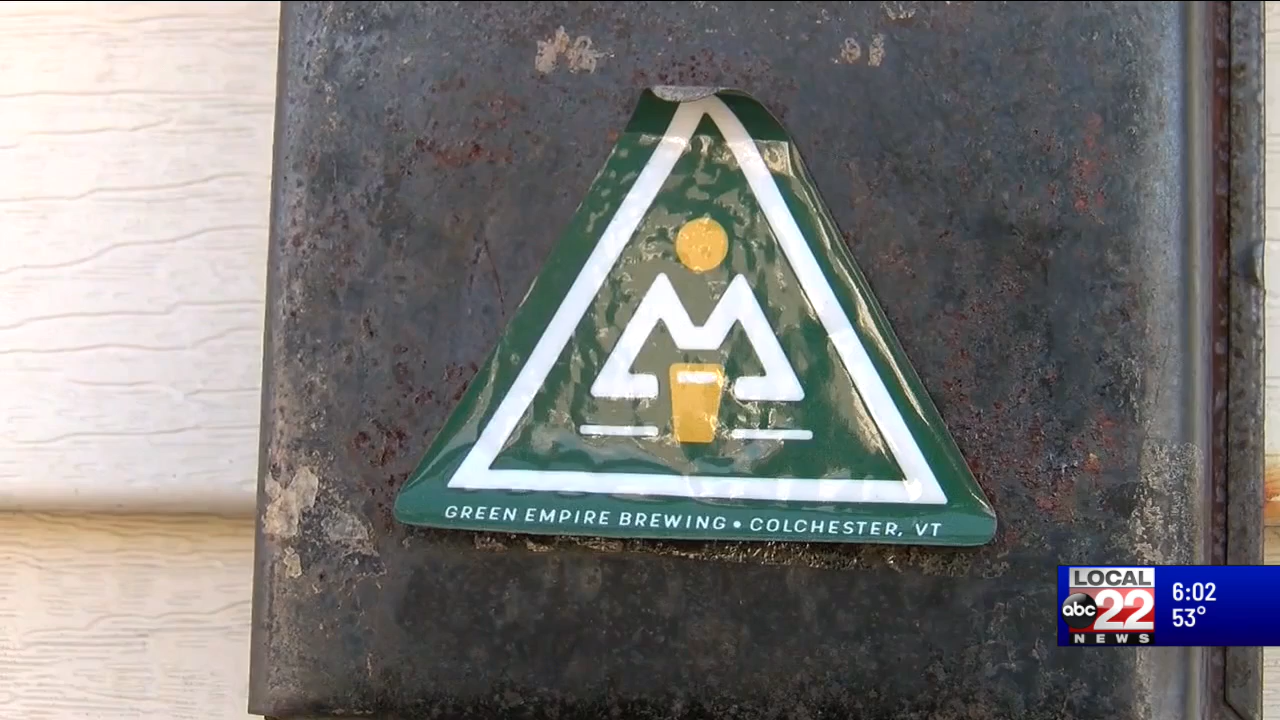 GREEN EMPIRE BREWING • COLCHESTER, VT
LOCAL
abc 22
NEWS
6:02
53°